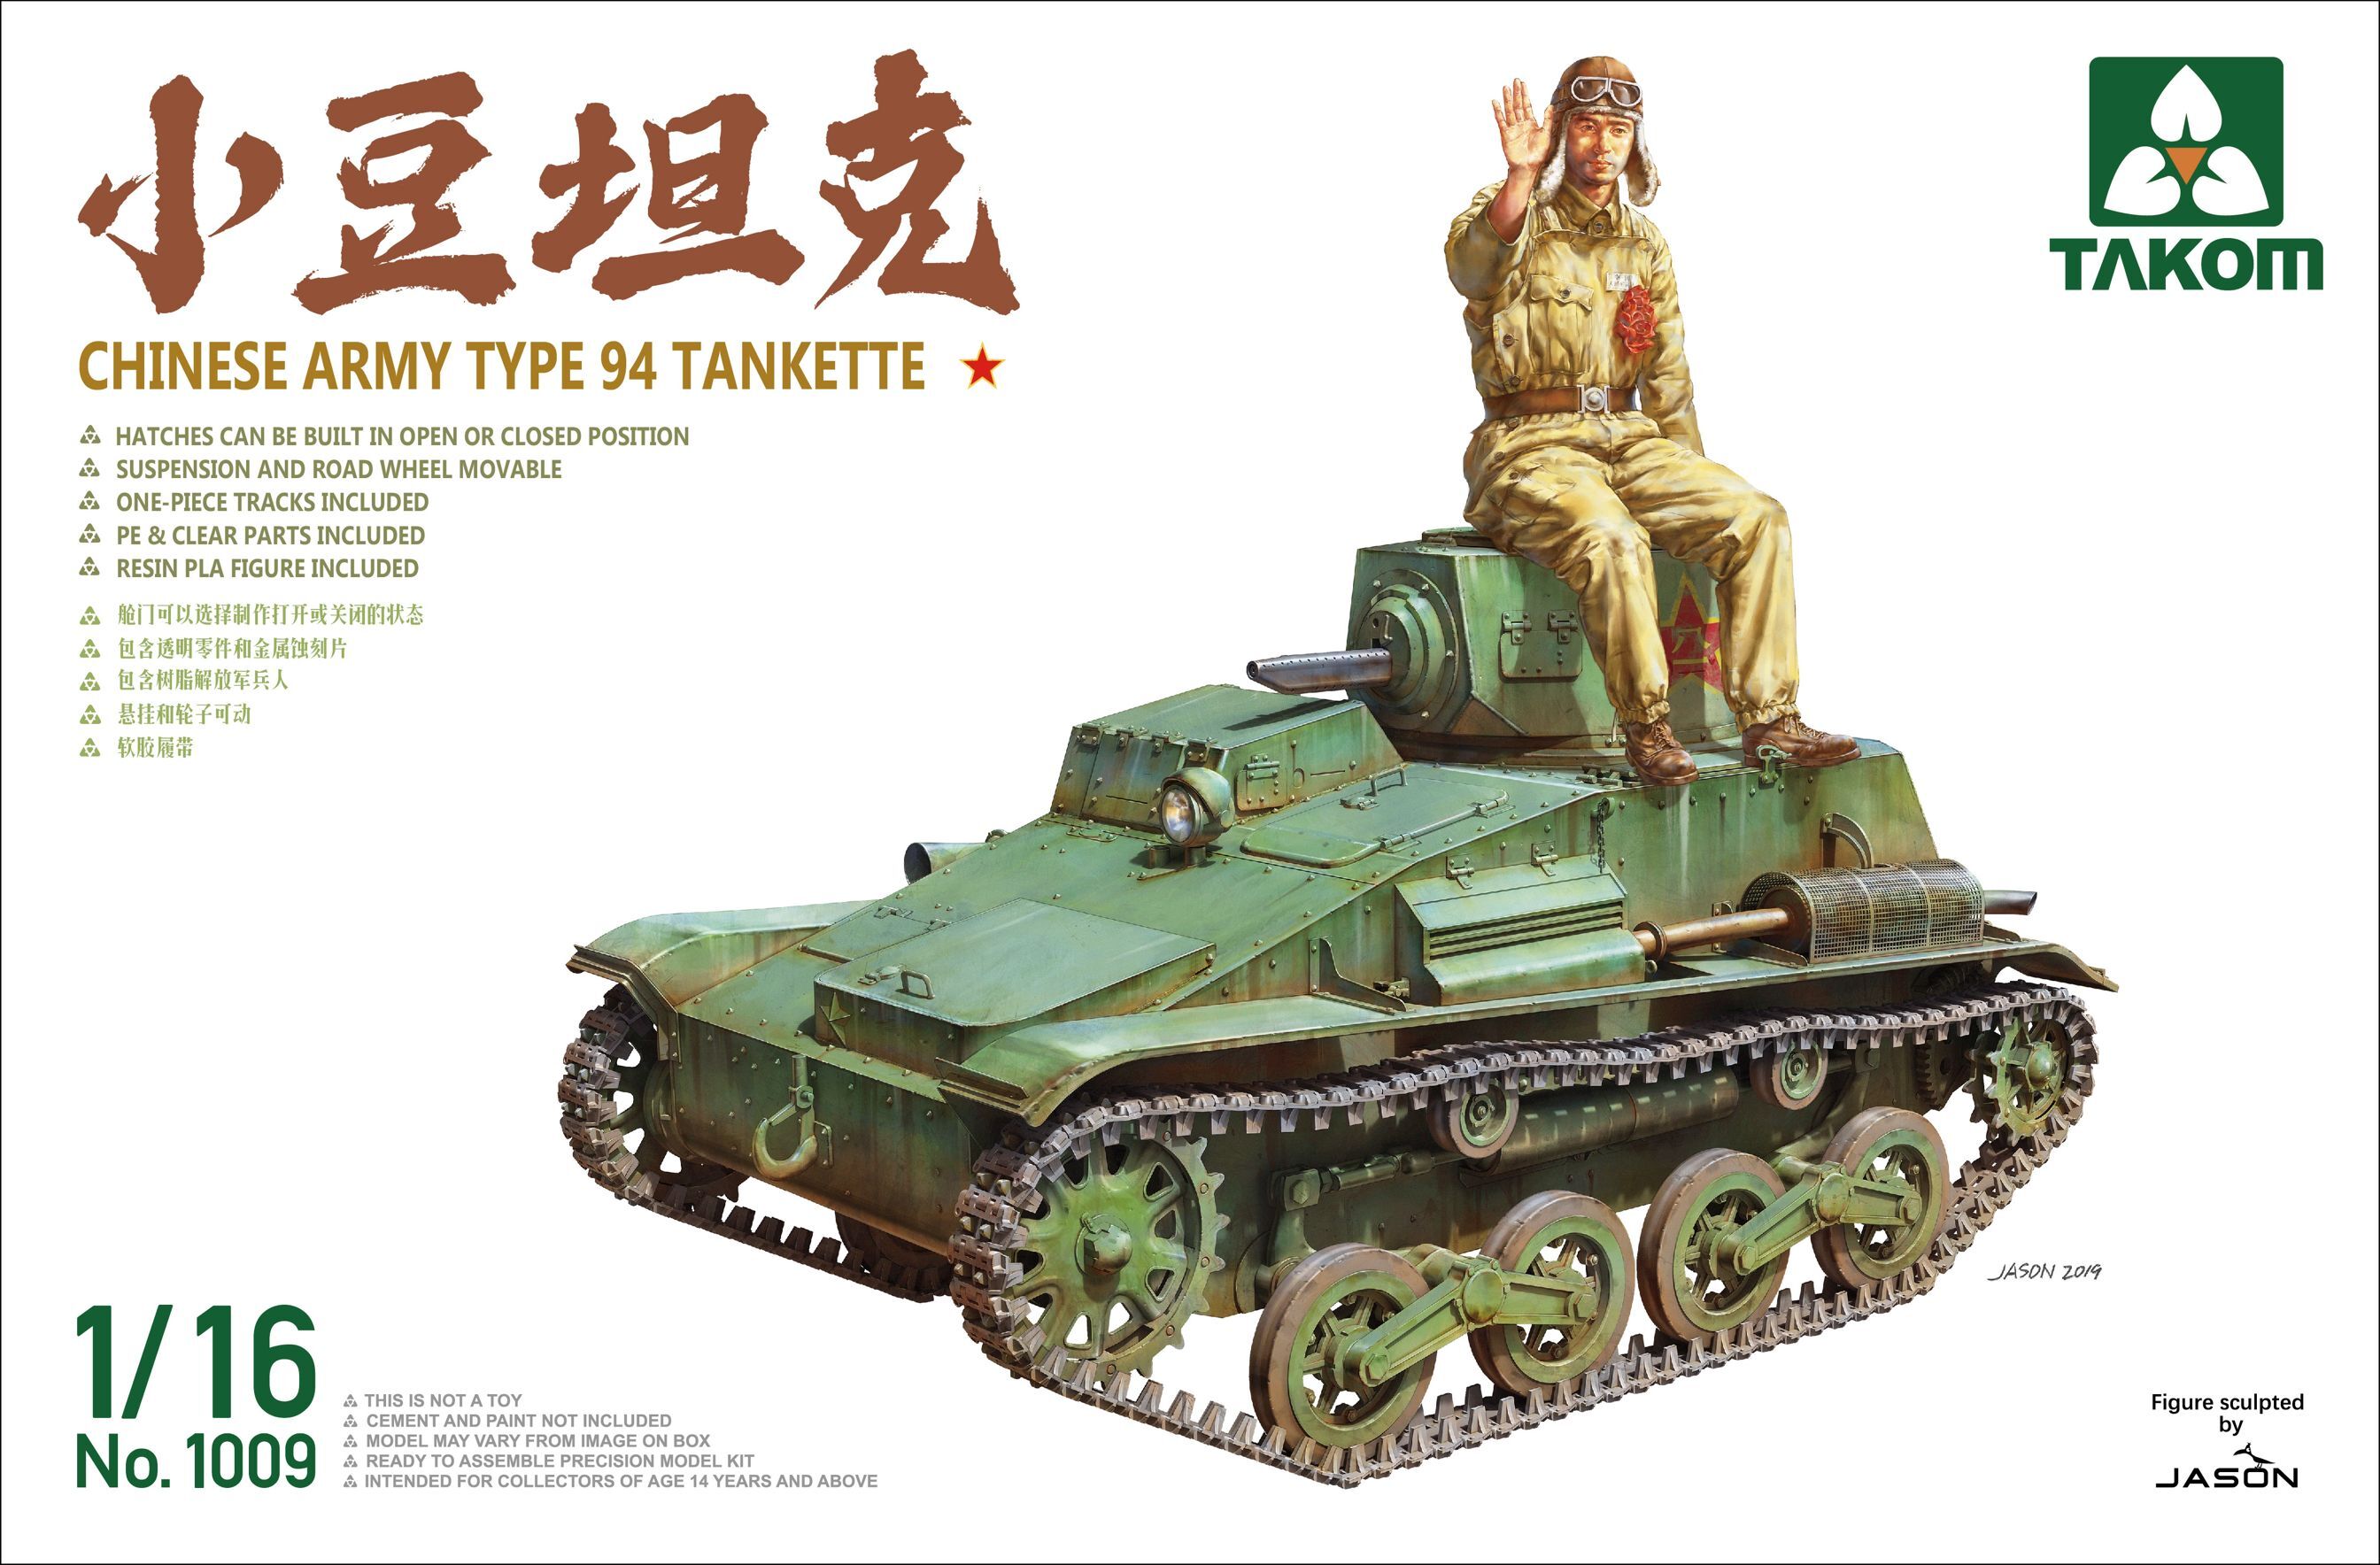 小豆坦克
TAKOM
CHINESE ARMY TYPE 94 TANKETTE
HATCHES CAN BE BUILT IN OPEN OR CLOSED POSITION
SUSPENSION AND ROAD WHEEL MOVABLE
ONE-PIECE TRACKS INCLUDED
PE & CLEAR PARTS INCLUDED
RESIN PLA FIGURE INCLUDED
舱门可以选择制作打开或关闭的状态
包含透明零件和金属蚀刻片
包含树脂解放军兵人
悬挂和轮子可动
软胶履带
八一
JASON 2019
1/16
No. 1009
THIS IS NOT A TOY
CEMENT AND PAINT NOT INCLUDED
MODEL MAY VARY FROM IMAGE ON BOX
READY TO ASSEMBLE PRECISION MODEL KIT
INTENDED FOR COLLECTORS OF AGE 14 YEARS AND ABOVE
Figure sculpted
by
JASON